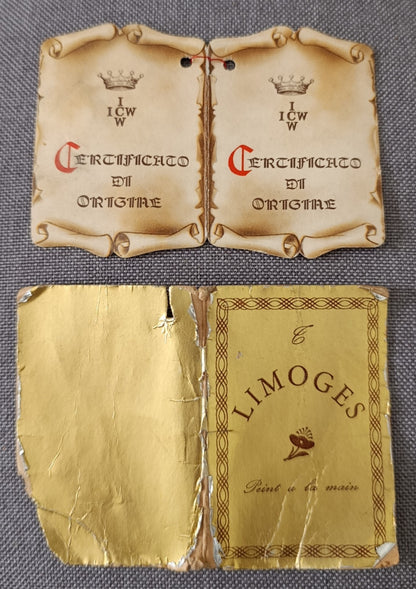 I
ICW
W
CERTIFICATO
DI
ORIGINE
I
ICW
W
CERTIFICATO
DI
ORIGINE
T
LIMOGES
Peint a la main